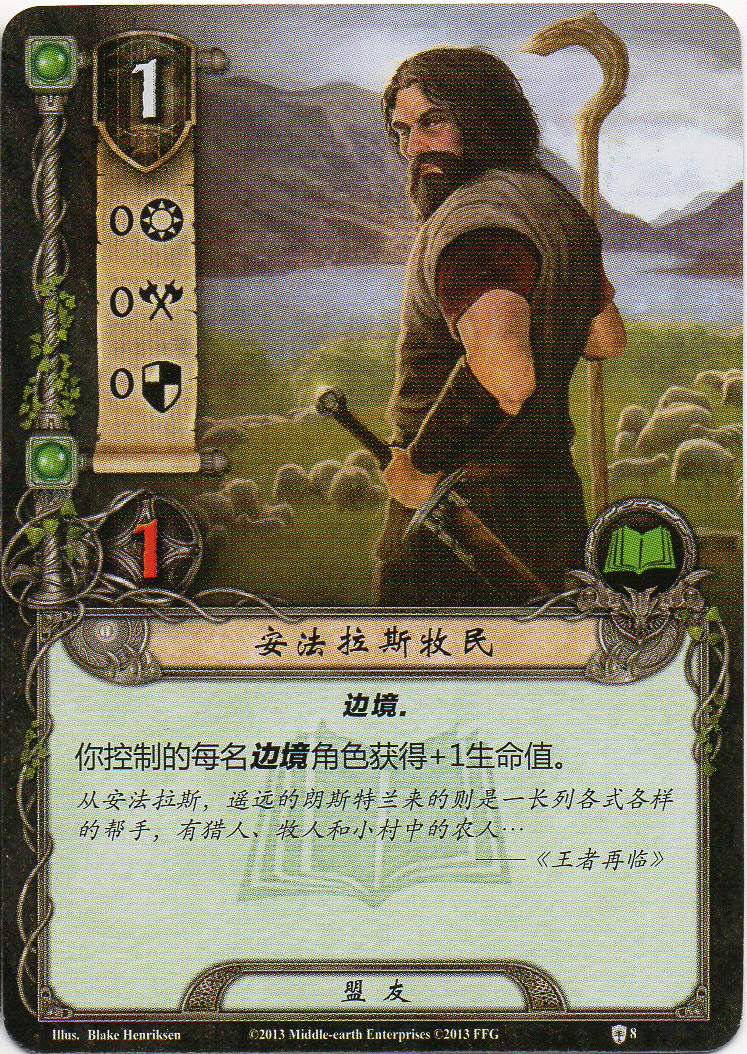 1
0
0
0
1
安法拉斯牧民
边境.
你控制的每名边境角色获得+1生命值。
从安法拉斯，遥远的朗斯特兰来的则是一长列各式各样
的帮手，有猎人、牧人和小村中的农人…
——《王者再临》
盟友
Illus. Blake Henriksen ©2013 Middle-earth Enterprises ©2013 FFG 8